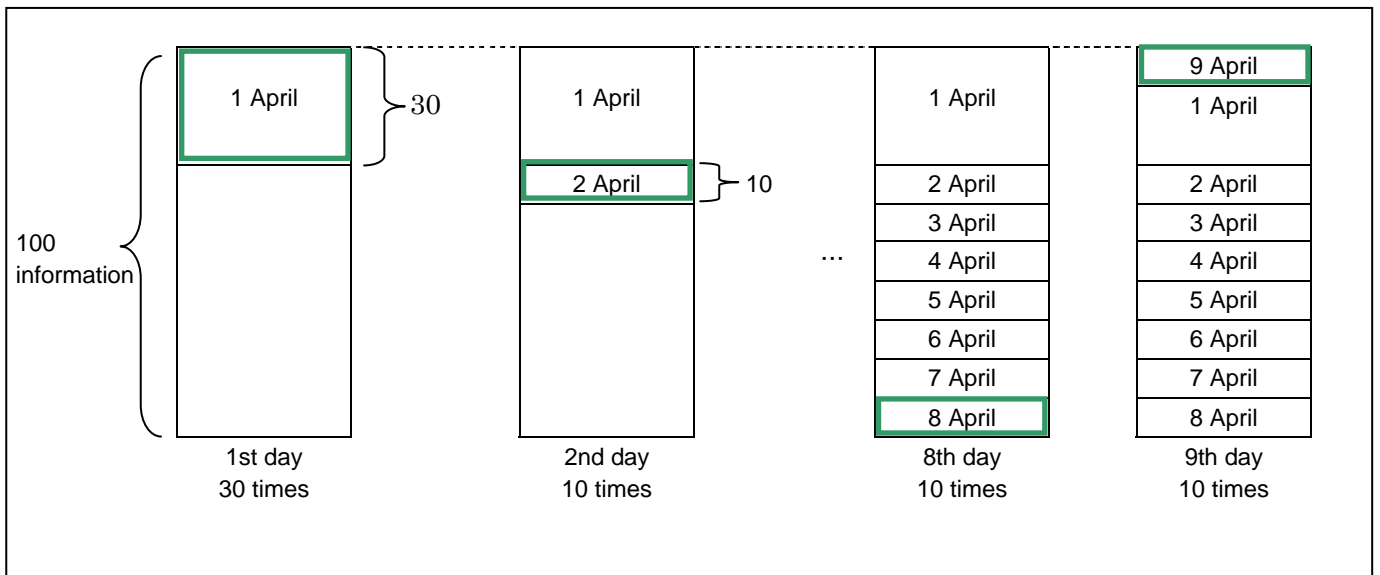 1 April
30
100
information
1st day
30 times
1 April
2 April
10
2nd day
10 times
...
1 April
2 April
3 April
4 April
5 April
6 April
7 April
8 April
8th day
10 times
9 April
1 April
2 April
3 April
4 April
5 April
6 April
7 April
8 April
9th day
10 times